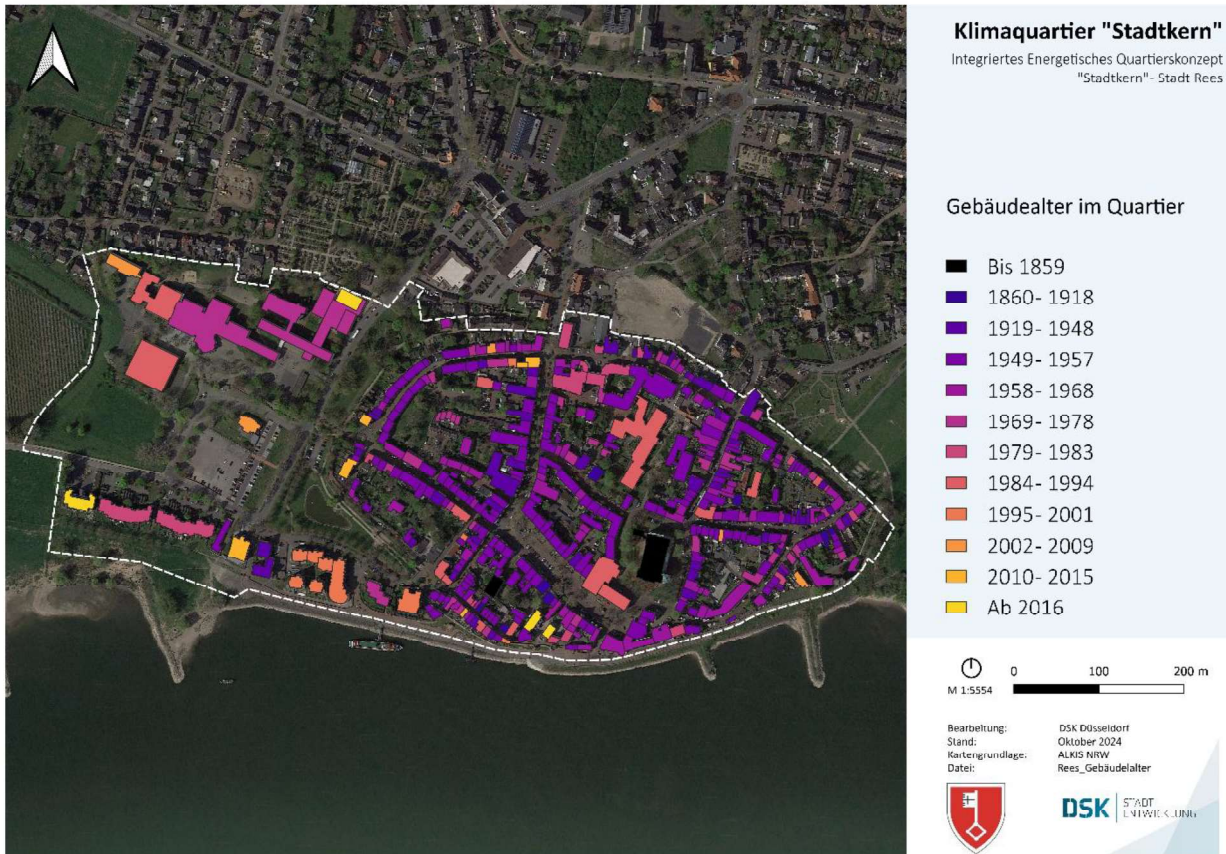 Klimaquartier "Stadtkern"
Integriertes Energetisches Quartierskonzept
"Stadtkern"- Stadt Rees
Gebäudealter im Quartier
Bis 1859
1860- 1918
1919- 1948
1949- 1957
1958- 1968
1969- 1978
1979- 1983
1984- 1994
1995- 2001
2002- 2009
2010- 2015
Ab 2016
M 1:5554
0 100 200 m
Bearbeitung: DSK Düsseldorf
Stand: Oktober 2024
Kartengrundlage: ALKIS NRW
Datei: Rees_Gebäudelalter
DSK STADT
ENTWICKLUNG